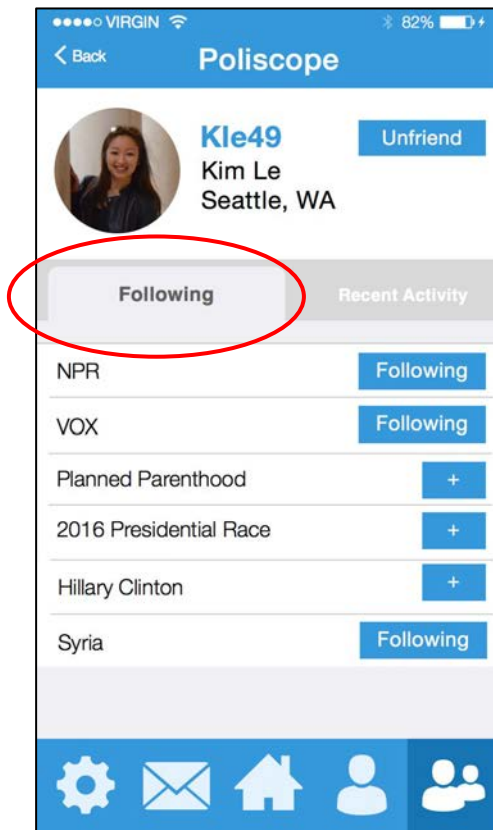 VIRGIN 82%
Back Poliscope
Kle49 Unfriend
Kim Le
Seattle, WA
Following Recent Activity
NPR Following
VOX Following
Planned Parenthood +
2016 Presidential Race +
Hillary Clinton +
Syria Following